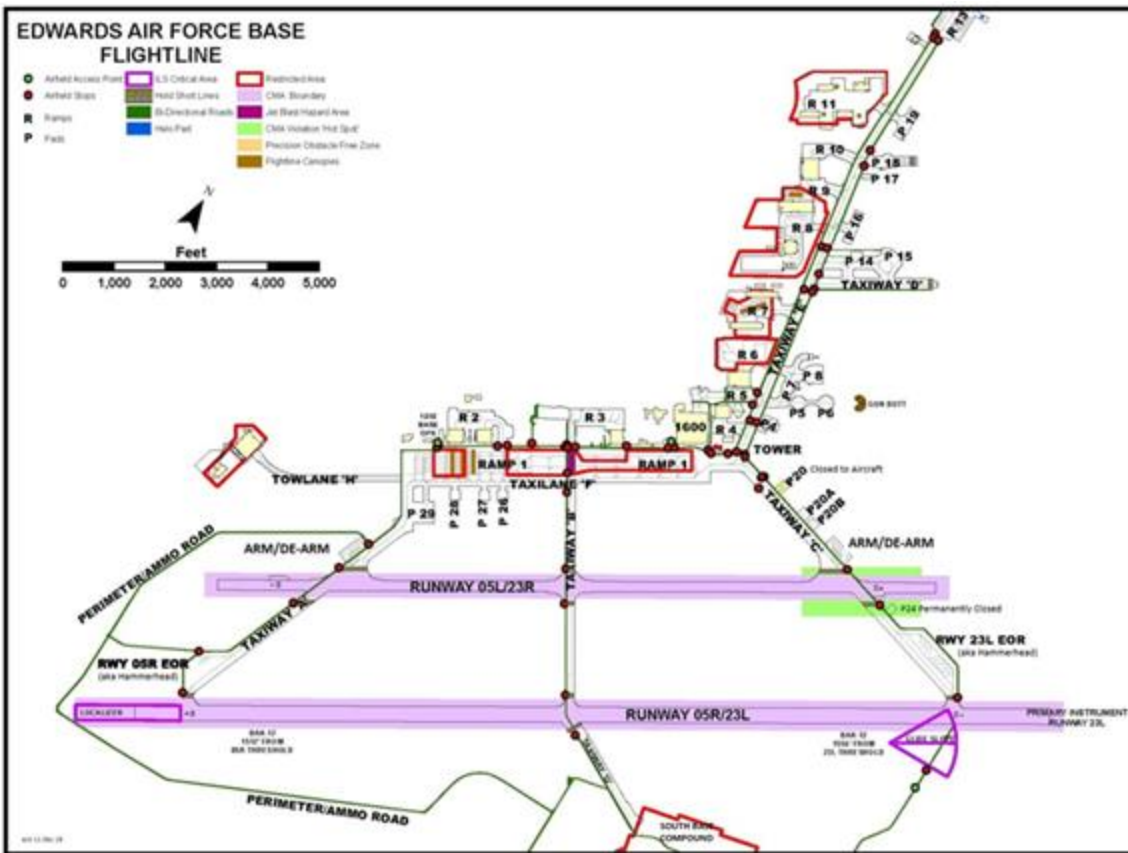 EDWARDS AIR FORCE BASE
FLIGHTLINE
Airfield Access Point
ILS Critical Area
Restricted Area
Airfield Stops
Hold Short Lines
CMA Boundary
R Ramps
Bi-Directional Roads
Jet Blast Hazard Area
P Pads
Helo Pad
CMA Violation 'Hot Spot'
Precision Obstacle Free Zone
Flightline Canopies
N
Feet
0 1,000 2,000 3,000 4,000 5,000
R 13
R 11
P 19
R 10
P 18
P 17
R 9
R 8
P 16
P 14
P 15
TAXIWAY 'D'
R 7
TAXIWAY 'E'
R 6
P 8
P 7
R 5
P5
P6
R 2
R 3
1600
R 4
BASE
OPS
TOWER
RAMP 1
RAMP 1
TOWLANE 'H'
TAXILANE 'F'
P20 Closed to Aircraft
P 29
P 28
P 27
P 26
P20A
P20B
TAXIWAY 'B'
TAXIWAY 'C'
PERIMETER/AMMO ROAD
ARM/DE-ARM
ARM/DE-ARM
RUNWAY 05L/23R
TAXIWAY 'A'
P24 Permanently Closed
RWY 05R EOR
(aka Hammerhead)
RWY 23L EOR
(aka Hammerhead)
LOCALIZER
RUNWAY 05R/23L
PRIMARY INSTRUMENT
RUNWAY 23L
GLIDE SLOPE
BAK 12
BAK 12
PERIMETER/AMMO ROAD
SOUTH BASE
COMPOUND